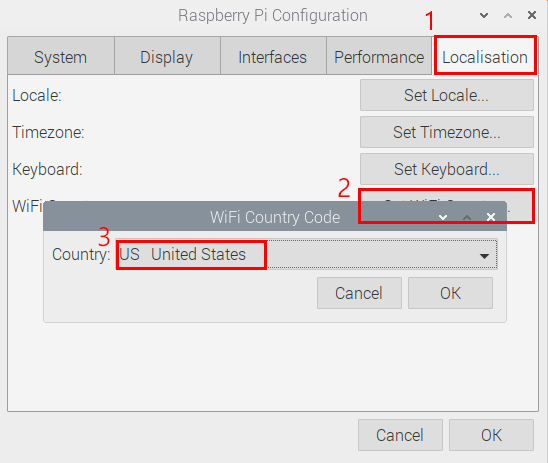 Raspberry Pi Configuration
1
System Display Interfaces Performance Localisation
Locale: Set Locale...
Timezone: Set Timezone...
Keyboard: Set Keyboard...
2
WiFi
WiFi Country Code
3
Country: US United States
Cancel OK
Cancel OK